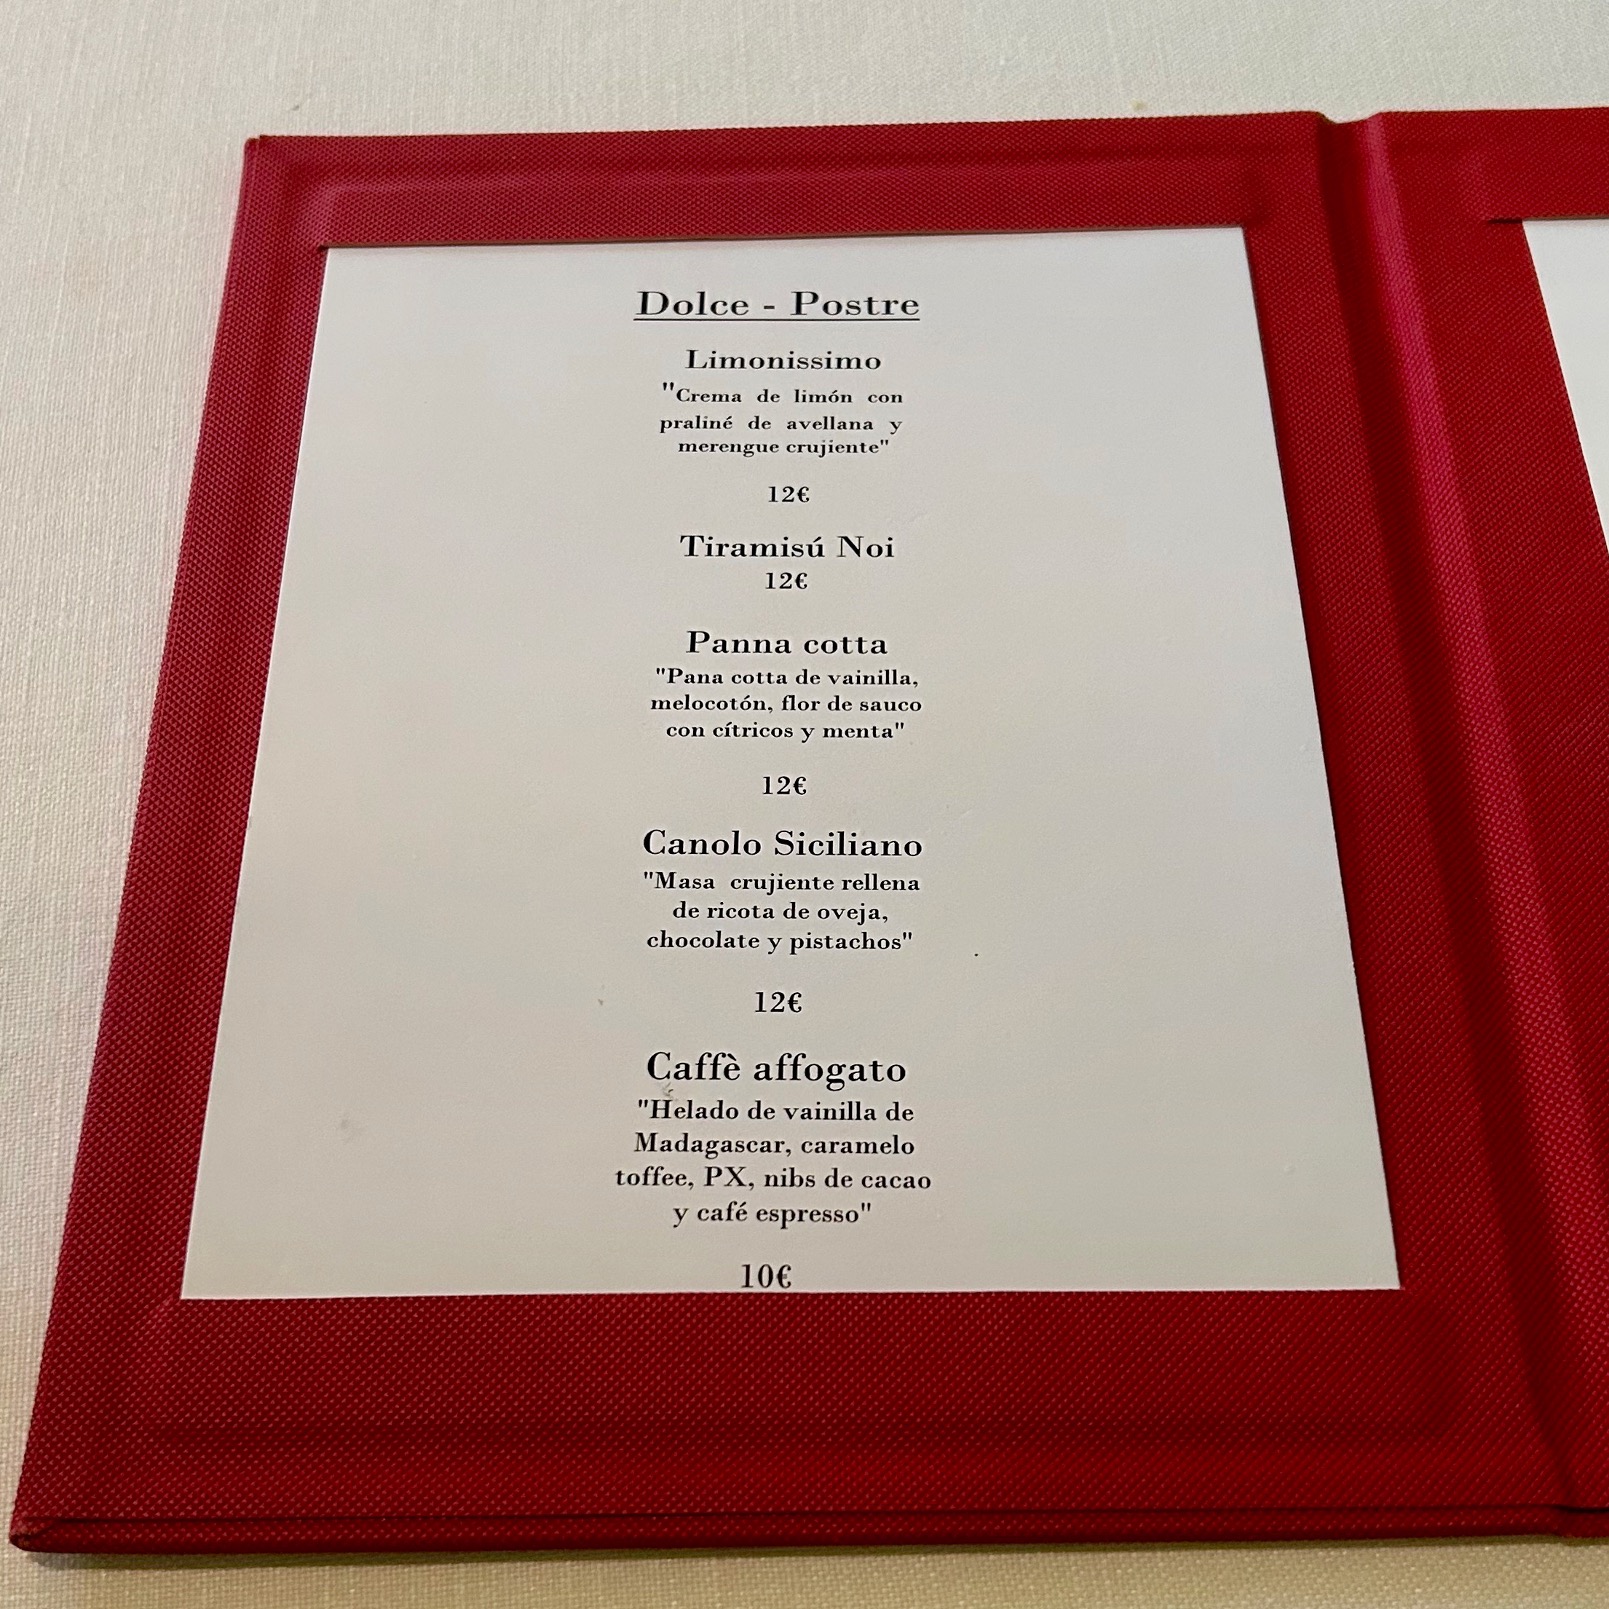 Dolce - Postre
Limonissimo
"Crema de limón con
praliné de avellana y
merengue crujiente"
12€
Tiramisú Noi
12€
Panna cotta
"Pana cotta de vainilla,
melocotón, flor de sauco
con cítricos y menta"
12€
Canolo Siciliano
"Masa crujiente rellena
de ricota de oveja,
chocolate y pistachos"
12€
Caffè affogato
"Helado de vainilla de
Madagascar, caramelo
toffee, PX, nibs de cacao
y café espresso"
10€